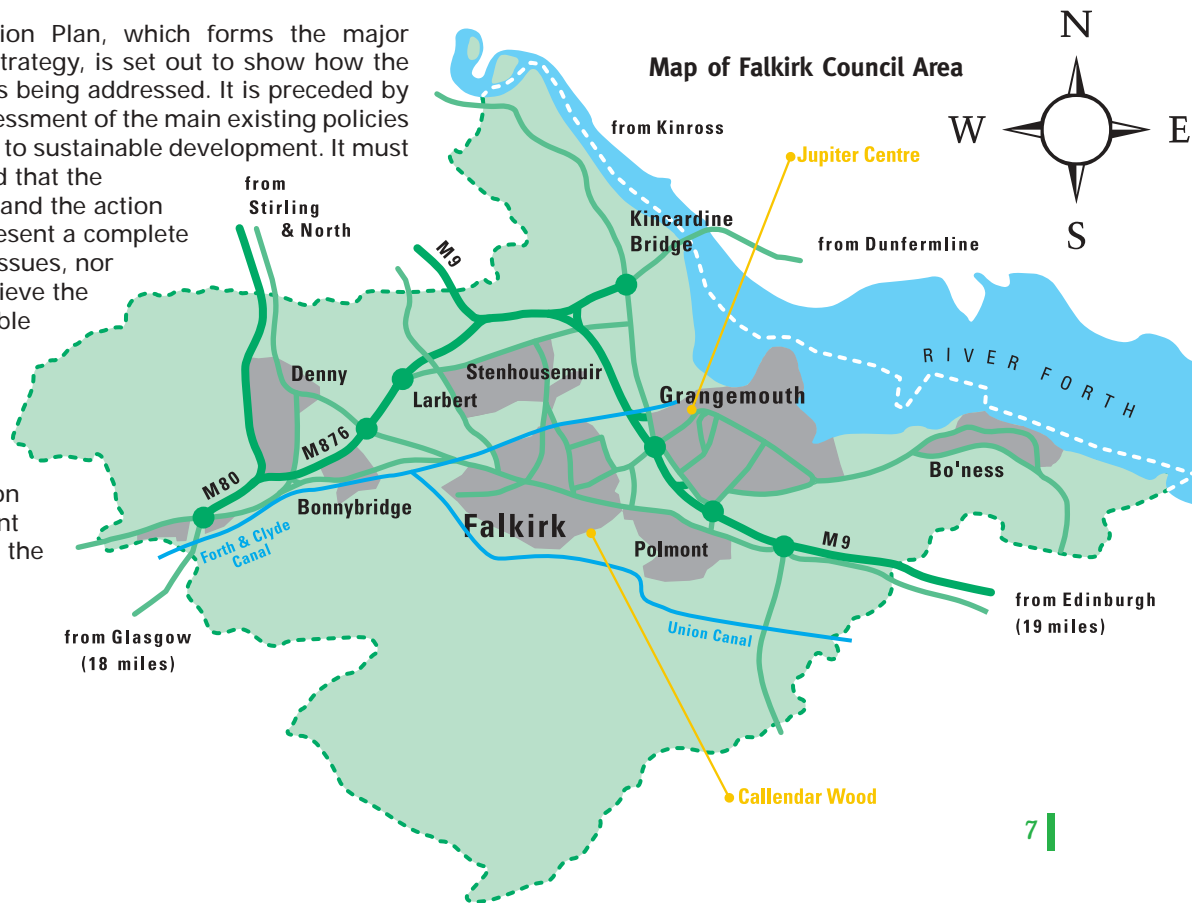 ion Plan, which forms the major
trategy, is set out to show how the
s being addressed. It is preceded by
essment of the main existing policies
to sustainable development. It must
d that the
and the action
esent a complete
ssues, nor
ieve the
ble
on
nt
the
Map of Falkirk Council Area
N
W
E
S
from Kinross
Jupiter Centre
from
Stirling
& North
Kincardine
Bridge
from Dunfermline
M9
RIVER FORTH
Denny
Stenhousemuir
Larbert
Grangemouth
M876
M80
Bo'ness
Bonnybridge
Falkirk
Forth & Clyde
Canal
Polmont
M9
Union Canal
from Edinburgh
(19 miles)
from Glasgow
(18 miles)
Callendar Wood
7